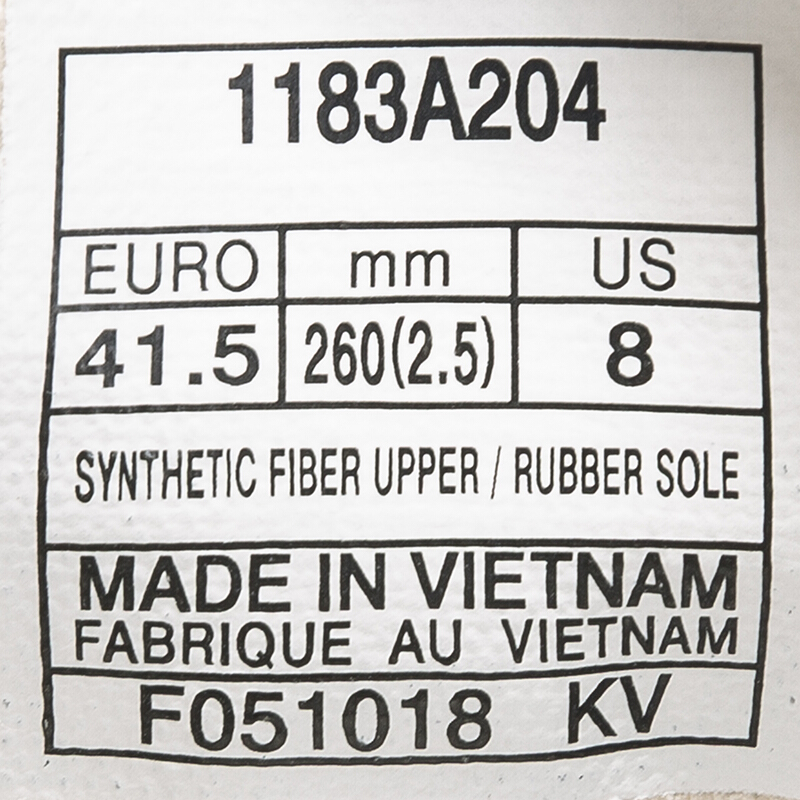 1183A204
EURO mm US
41.5 260(2.5) 8
SYNTHETIC FIBER UPPER / RUBBER SOLE
MADE IN VIETNAM
FABRIQUE AU VIETNAM
F051018 KV